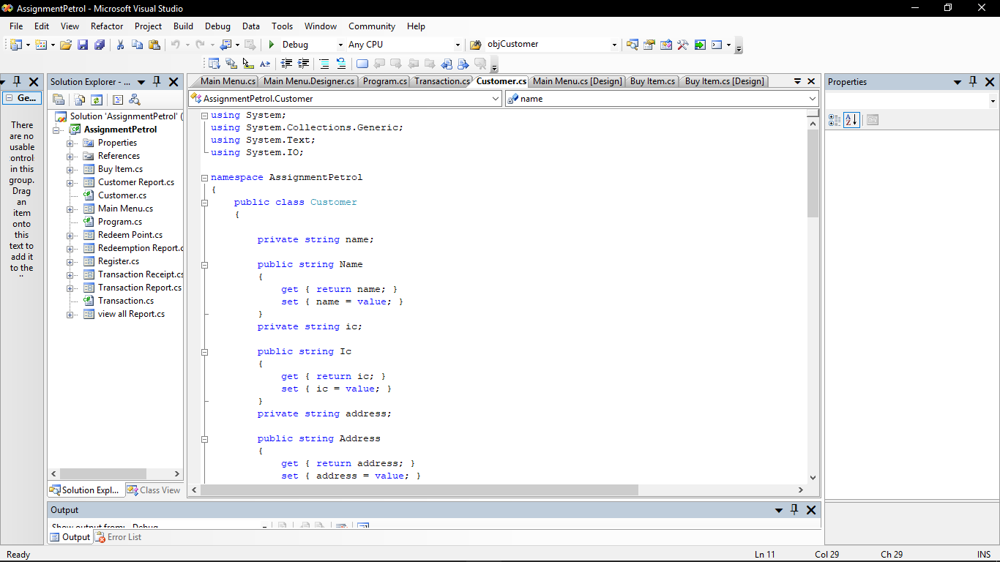 AssignmentPetrol - Microsoft Visual Studio
File Edit View Refactor Project Build Debug Data Tools Window Community Help
Debug Any CPU objCustomer
Ge...
There
are no
usable
ontrol
in this
group.
Drag
an
item
onto
this
text to
add it
to the
Solution Explorer - ...
Solution 'AssignmentPetrol' (
AssignmentPetrol
Properties
References
Buy Item.cs
Customer Report.cs
Customer.cs
Main Menu.cs
Program.cs
Redeem Point.cs
Redemption Report.c
Register.cs
Transaction Receipt.cs
Transaction Report.cs
Transaction.cs
view all Report.cs
Solution Expl... Class View
Main Menu.cs Main Menu.Designer.cs Program.cs Transaction.cs Customer.cs Main Menu.cs [Design] Buy Item.cs Buy Item.cs [Design]
AssignmentPetrol.Customer name
using System;
using System.Collections.Generic;
using System.Text;
using System.IO;
namespace AssignmentPetrol
{
public class Customer
{
private string name;
public string Name
{
get { return name; }
set { name = value; }
}
private string ic;
public string Ic
{
get { return ic; }
set { ic = value; }
}
private string address;
public string Address
{
get { return address; }
set { address = value; }
Properties
Output
Show output from: Debug
Output Error List
Ready Ln 11 Col 29 Ch 29 INS